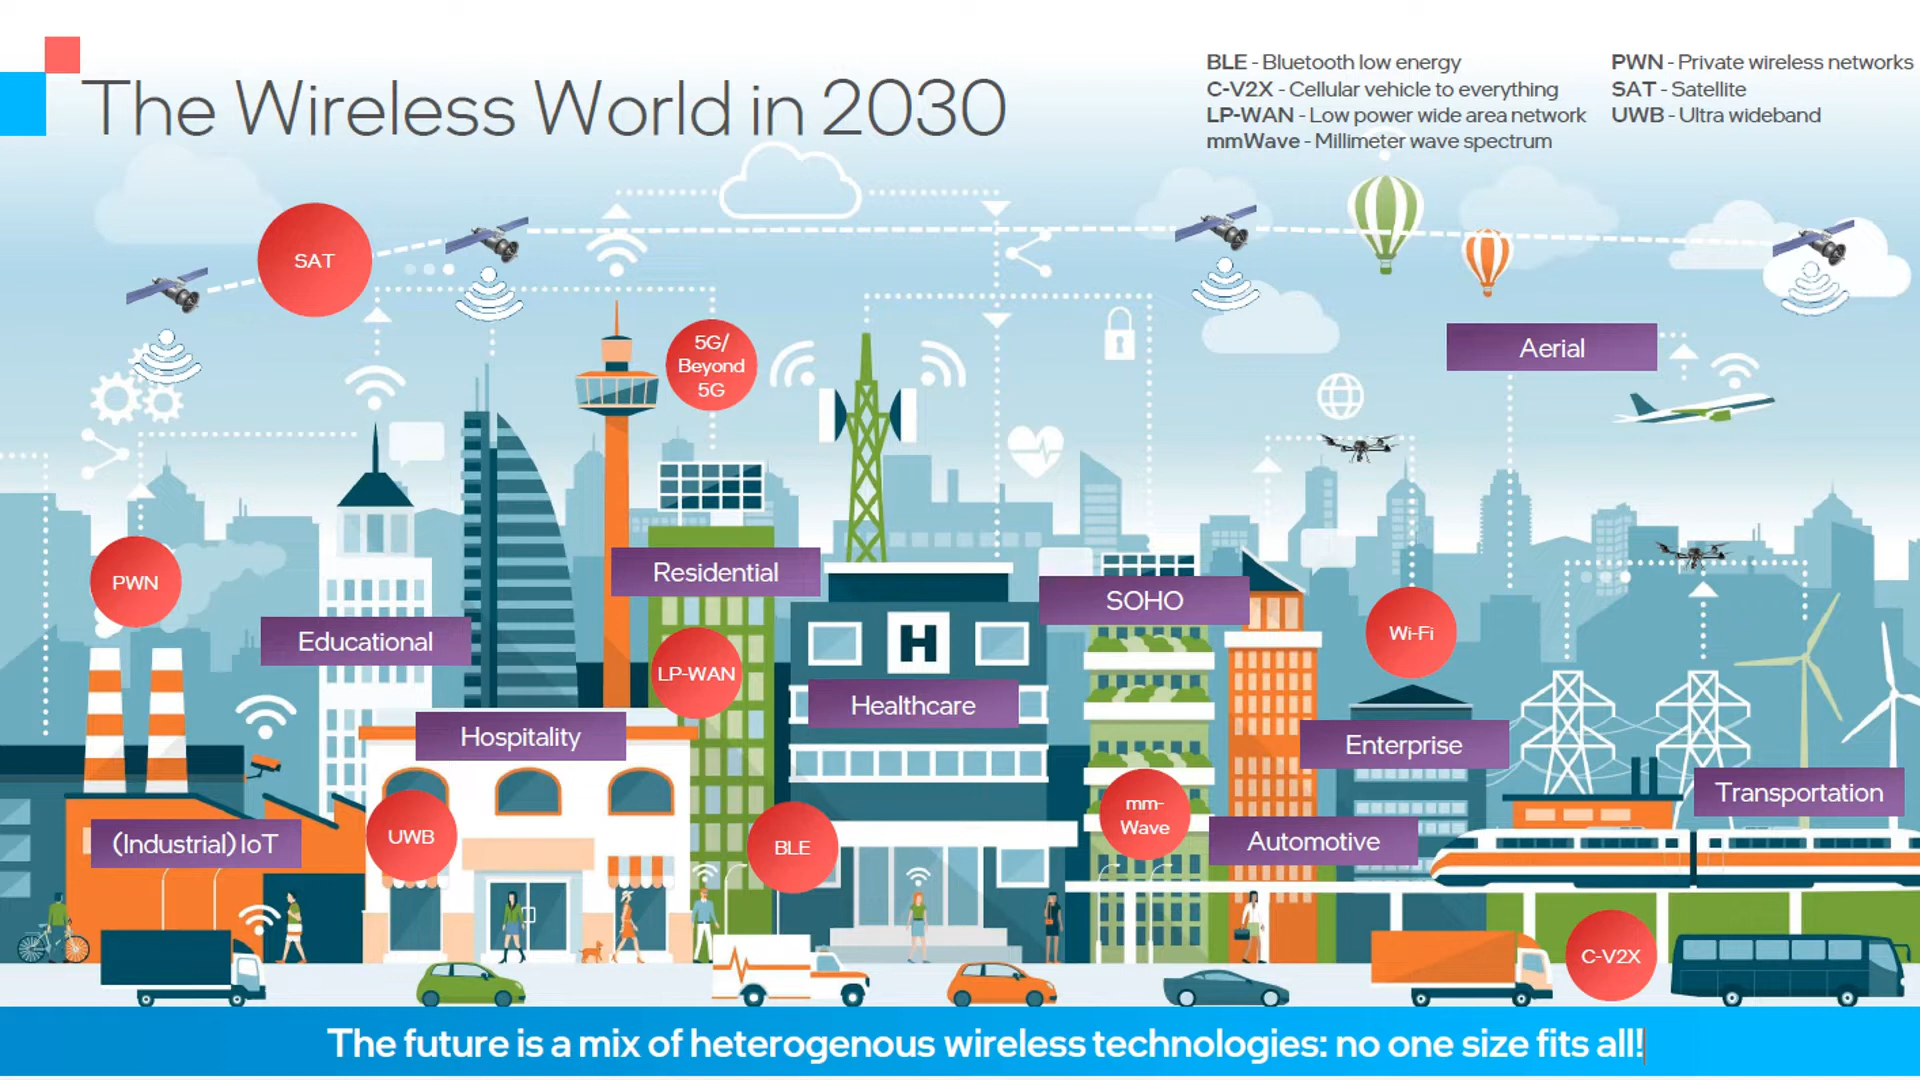 The Wireless World in 2030
BLE - Bluetooth low energy
C-V2X - Cellular vehicle to everything
LP-WAN - Low power wide area network
mmWave - Millimeter wave spectrum
PWN - Private wireless networks
SAT - Satellite
UWB - Ultra wideband
SAT
5G/
Beyond
5G
Aerial
PWN
Residential
SOHO
Educational
Wi-Fi
H
LP-WAN
Healthcare
Hospitality
Enterprise
Transportation
mm-
Wave
(Industrial) IoT
UWB
BLE
Automotive
C-V2X
The future is a mix of heterogenous wireless technologies: no one size fits all!